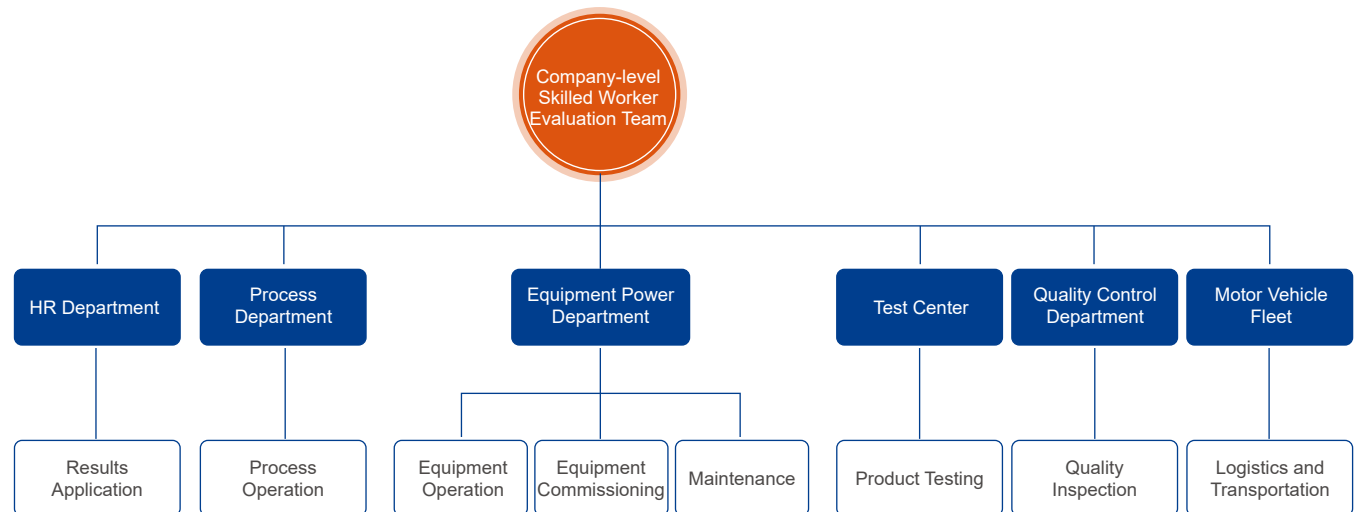 Company-level
Skilled Worker
Evaluation Team
HR Department
Process
Department
Equipment Power
Department
Test Center
Quality Control
Department
Motor Vehicle
Fleet
Results
Application
Process
Operation
Equipment
Operation
Equipment
Commissioning
Maintenance
Product Testing
Quality
Inspection
Logistics and
Transportation